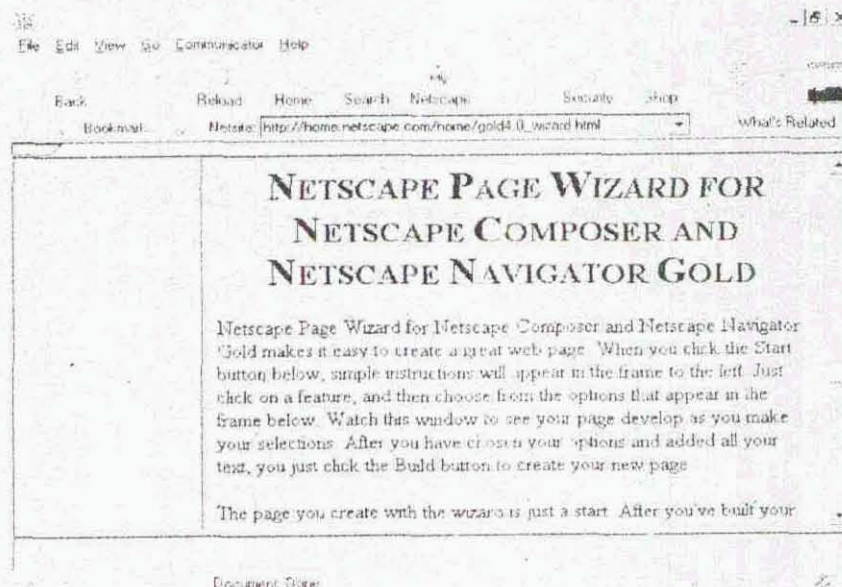 File Edit View Go Communicator Help
Back Reload Home Search Netscape Security Shop
Bookmark Netsite: http://home.netscape.com/home/gold4.0_wizard.html What's Related
NETSCAPE PAGE WIZARD FOR
NETSCAPE COMPOSER AND
NETSCAPE NAVIGATOR GOLD
Netscape Page Wizard for Netscape Composer and Netscape Navigator
Gold makes it easy to create a great web page. When you click the Start
button below, simple instructions will appear in the frame to the left. Just
click on a feature, and then choose from the options that appear in the
frame below. Watch this window to see your page develop as you make
your selections. After you have chosen your options and added all your
text, you just click the Build button to create your new page
The page you create with the wizard is just a start. After you've built your
Document: Done